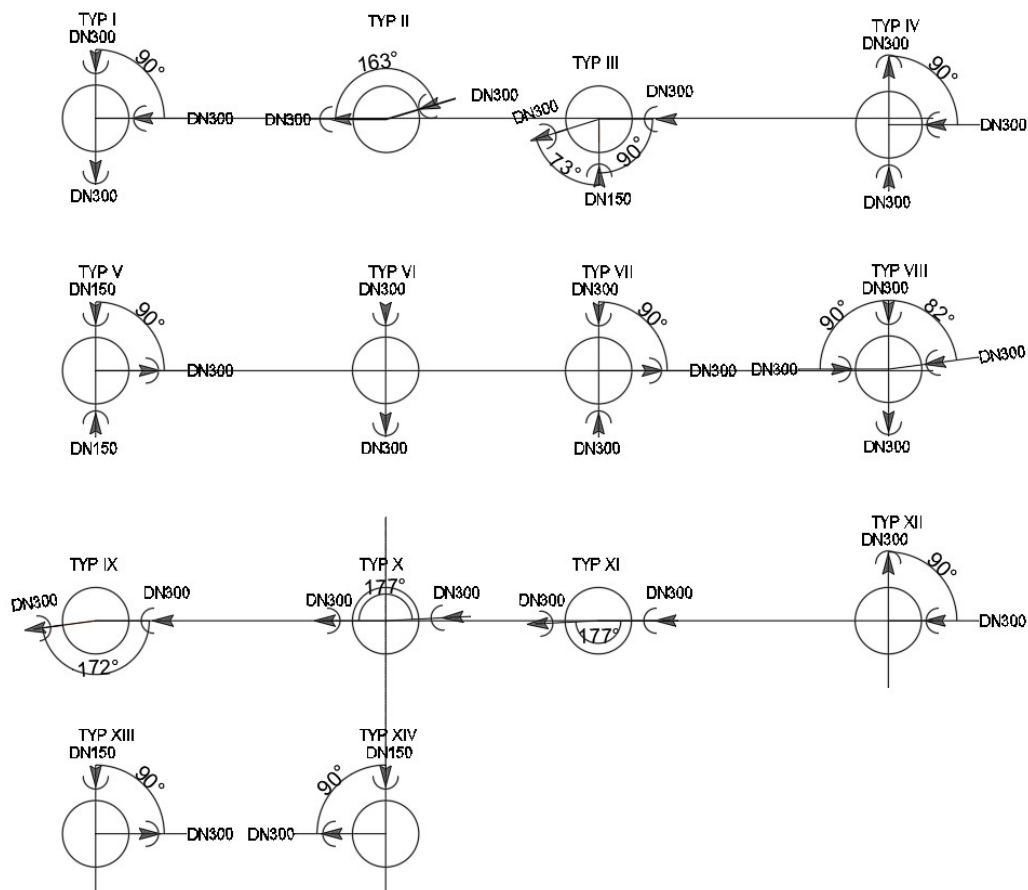 TYP I
DN300
90°
DN300
DN300
TYP II
163°
DN300
DN300
TYP III
DN300
DN300
73°
90°
DN150
TYP IV
DN300
90°
DN300
DN300
TYP V
DN150
90°
DN300
DN150
TYP VI
DN300
DN300
TYP VII
DN300
90°
DN300
DN300
TYP VIII
DN300
90°
82°
DN300
DN300
DN300
TYP IX
DN300
DN300
172°
TYP X
177°
DN300
DN300
TYP XI
DN300
DN300
177°
TYP XII
DN300
90°
DN300
TYP XIII
DN150
90°
DN300
TYP XIV
DN150
90°
DN300